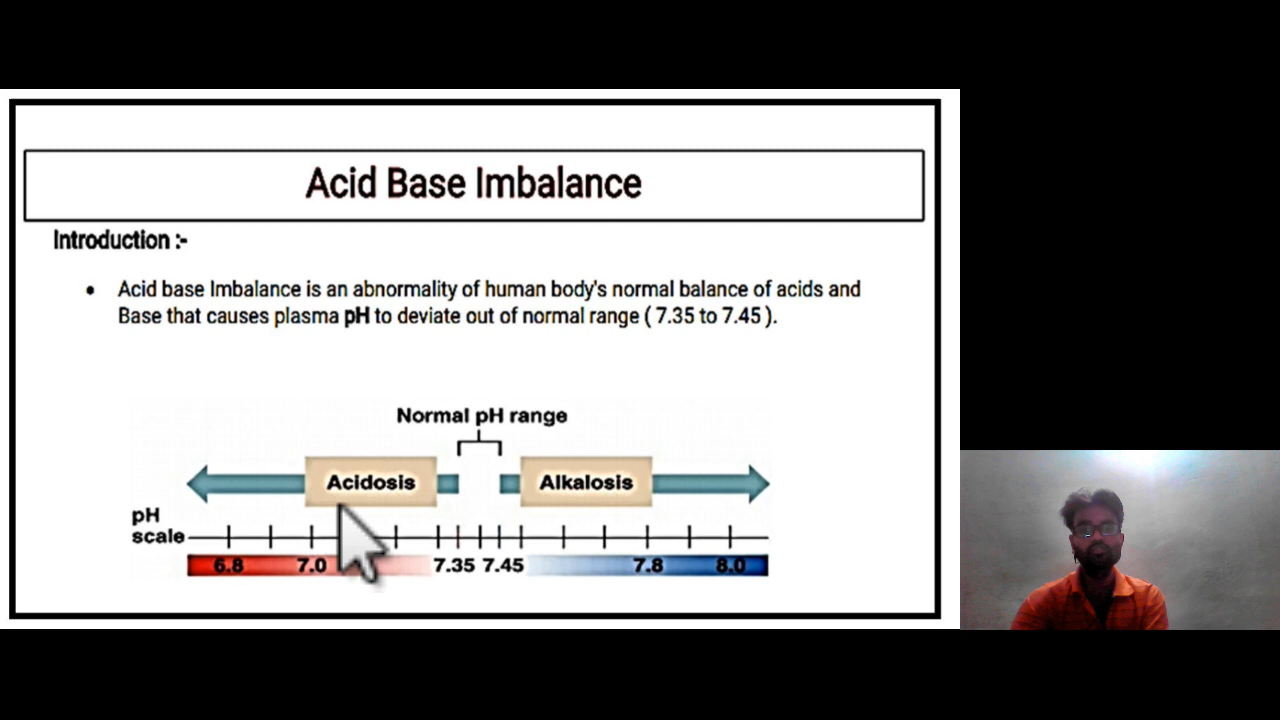 Acid Base Imbalance
Introduction :-
• Acid base Imbalance is an abnormality of human body's normal balance of acids and
Base that causes plasma pH to deviate out of normal range ( 7.35 to 7.45 ).
Normal pH range
Acidosis Alkalosis
pH
scale
6.8 7.0 7.35 7.45 7.8 8.0